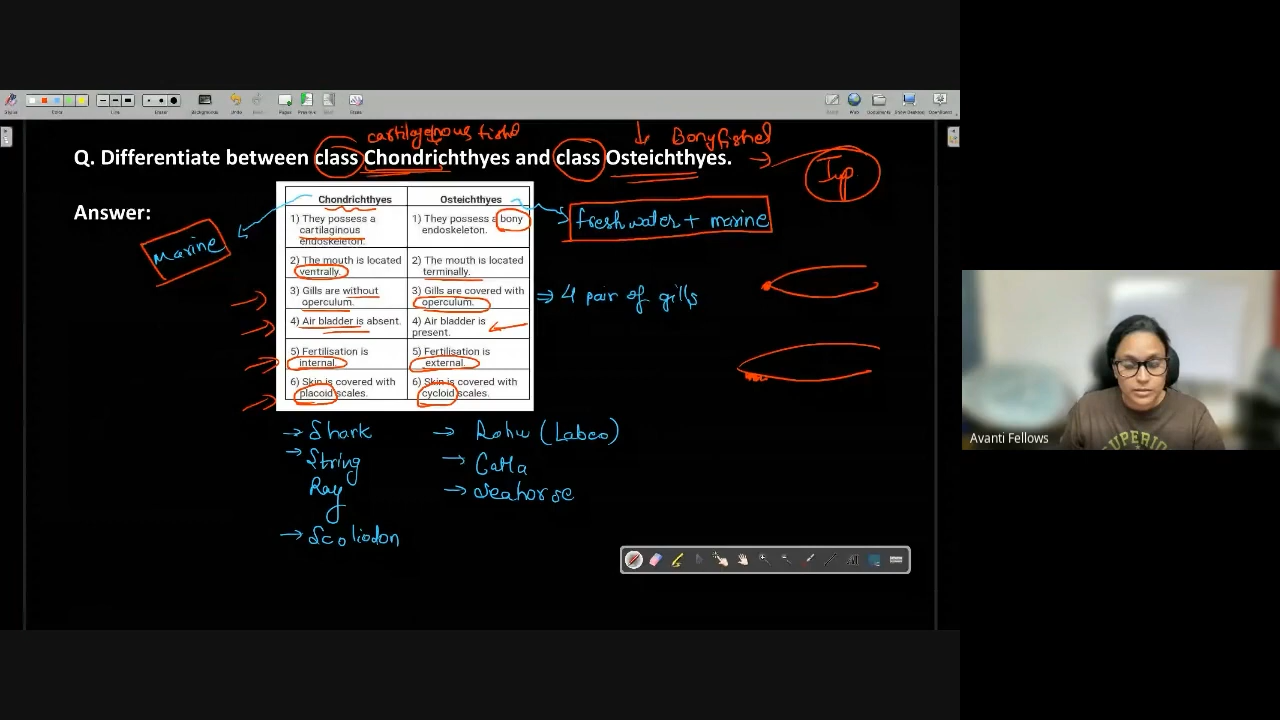 cartilagenous fishes
Bonyfishes
Q. Differentiate between class Chondrichthyes and class Osteichthyes.
Imp
Answer:
Chondrichthyes Osteichthyes
freshwater + marine
marine
1) They possess a cartilaginous endoskeleton.
1) They possess a bony endoskeleton.
2) The mouth is located ventrally.
2) The mouth is located terminally.
3) Gills are without operculum.
3) Gills are covered with operculum.
⇒ 4 pair of gills
4) Air bladder is absent.
4) Air bladder is present.
5) Fertilisation is internal.
5) Fertilisation is external.
6) Skin is covered with placoid scales.
6) Skin is covered with cycloid scales.
→ Shark
→ String
Ray
→ Scoliodon
→ Rohu (Labeo)
→ Catla
→ Seahorse
Avanti Fellows
SUPERIO